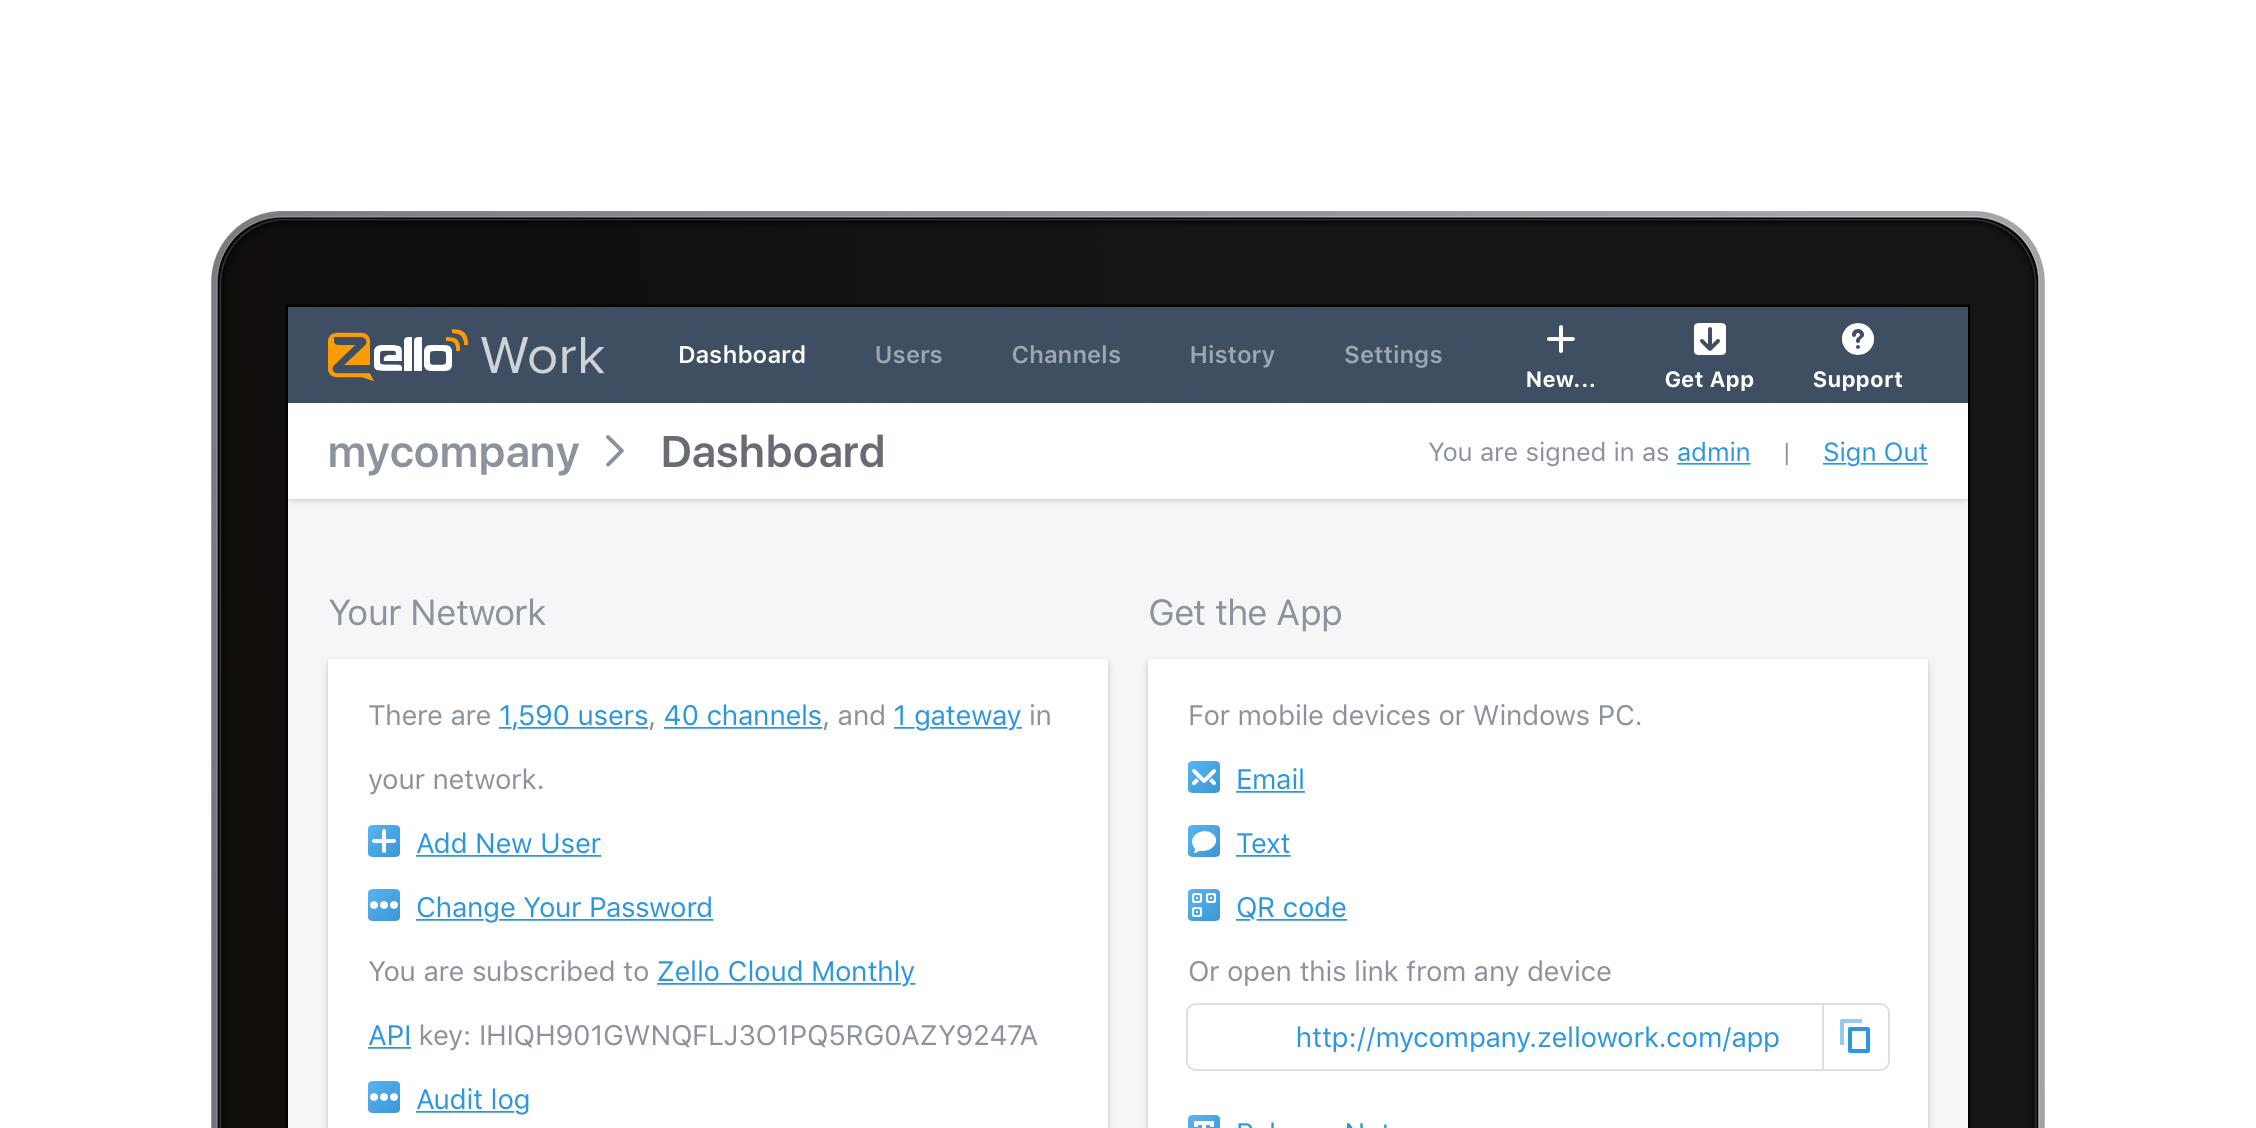 Zello Work
Dashboard
Users
Channels
History
Settings
New...
Get App
Support
mycompany > Dashboard
You are signed in as admin | Sign Out
Your Network
There are 1,590 users, 40 channels, and 1 gateway in
your network.
Add New User
Change Your Password
You are subscribed to Zello Cloud Monthly
API key: IHIQH901GWNQFLJ3O1PQ5RG0AZY9247A
Audit log
Get the App
For mobile devices or Windows PC.
Email
Text
QR code
Or open this link from any device
http://mycompany.zellowork.com/app